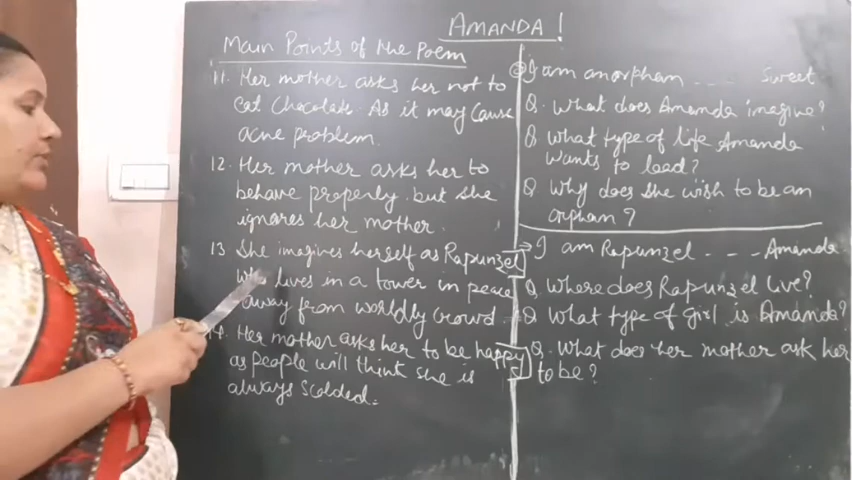 AMANDA!
Main Points of the Poem
11. Her mother asks her not to
eat chocolate. As it may cause
acne problem.
12. Her mother asks her to
behave properly. but she
ignores her mother.
13 She imagines herself as Rapunzel
who lives in a tower in peace
away from worldly crowd.
14. Her mother asks her to be happy
as people will think she is
always scolded.
I am an orpham .... Sweet
Q. What does Amanda imagine?
Q What type of life Amanda
wants to lead?
Q Why does she wish to be an
orpham?
→ I am Rapunzel - - - Amanda
Q. Where does Rapunzel live?
Q. What type of girl is Amanda?
Q. What does her mother ask her
to be?